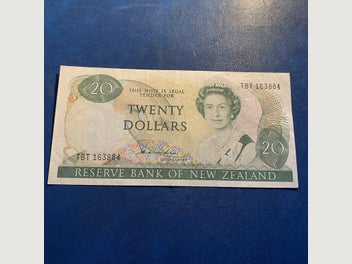 20
THIS NOTE IS LEGAL
TENDER FOR
TBT 163884
TWENTY
DOLLARS
TBT 163884
20
RESERVE BANK OF NEW ZEALAND